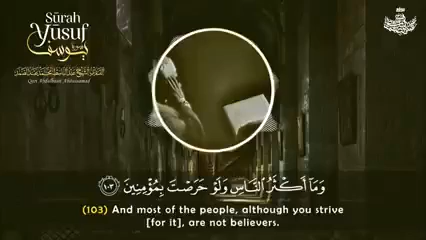 Sūrah
Yusuf
Qari Abdulbasit Abdussamad
وَمَآ أَكْثَرُ ٱلنَّاسِ وَلَوْ حَرَصْتَ بِمُؤْمِنِينَ ١٠٣
(103) And most of the people, although you strive
[for it], are not believers.